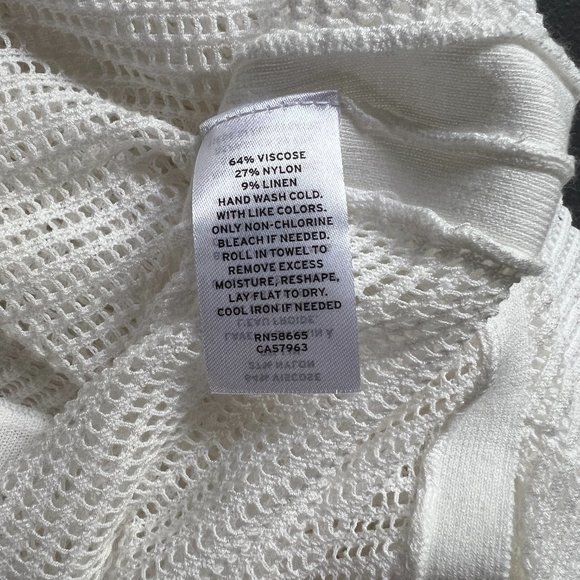 64% VISCOSE
27% NYLON
9% LINEN
HAND WASH COLD.
WITH LIKE COLORS.
ONLY NON-CHLORINE
BLEACH IF NEEDED.
ROLL IN TOWEL TO
REMOVE EXCESS
MOISTURE, RESHAPE,
LAY FLAT TO DRY.
COOL IRON IF NEEDED
RN58665
CA57963